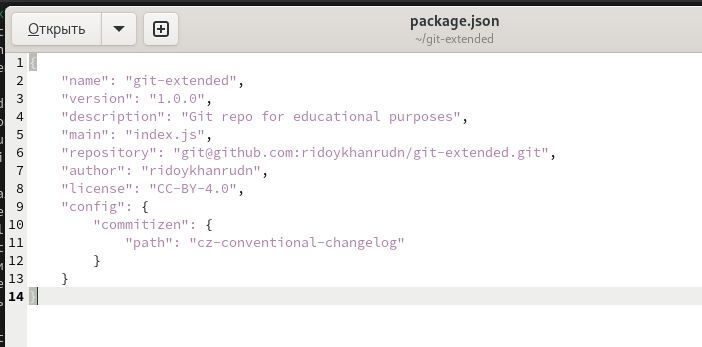 Открыть
package.json
~/git-extended
1 {
2     "name": "git-extended",
3     "version": "1.0.0",
4     "description": "Git repo for educational purposes",
5     "main": "index.js",
6     "repository": "git@github.com:ridoykhanrudn/git-extended.git",
7     "author": "ridoykhanrudn",
8     "license": "CC-BY-4.0",
9     "config": {
10         "commitizen": {
11             "path": "cz-conventional-changelog"
12         }
13     }
14 }